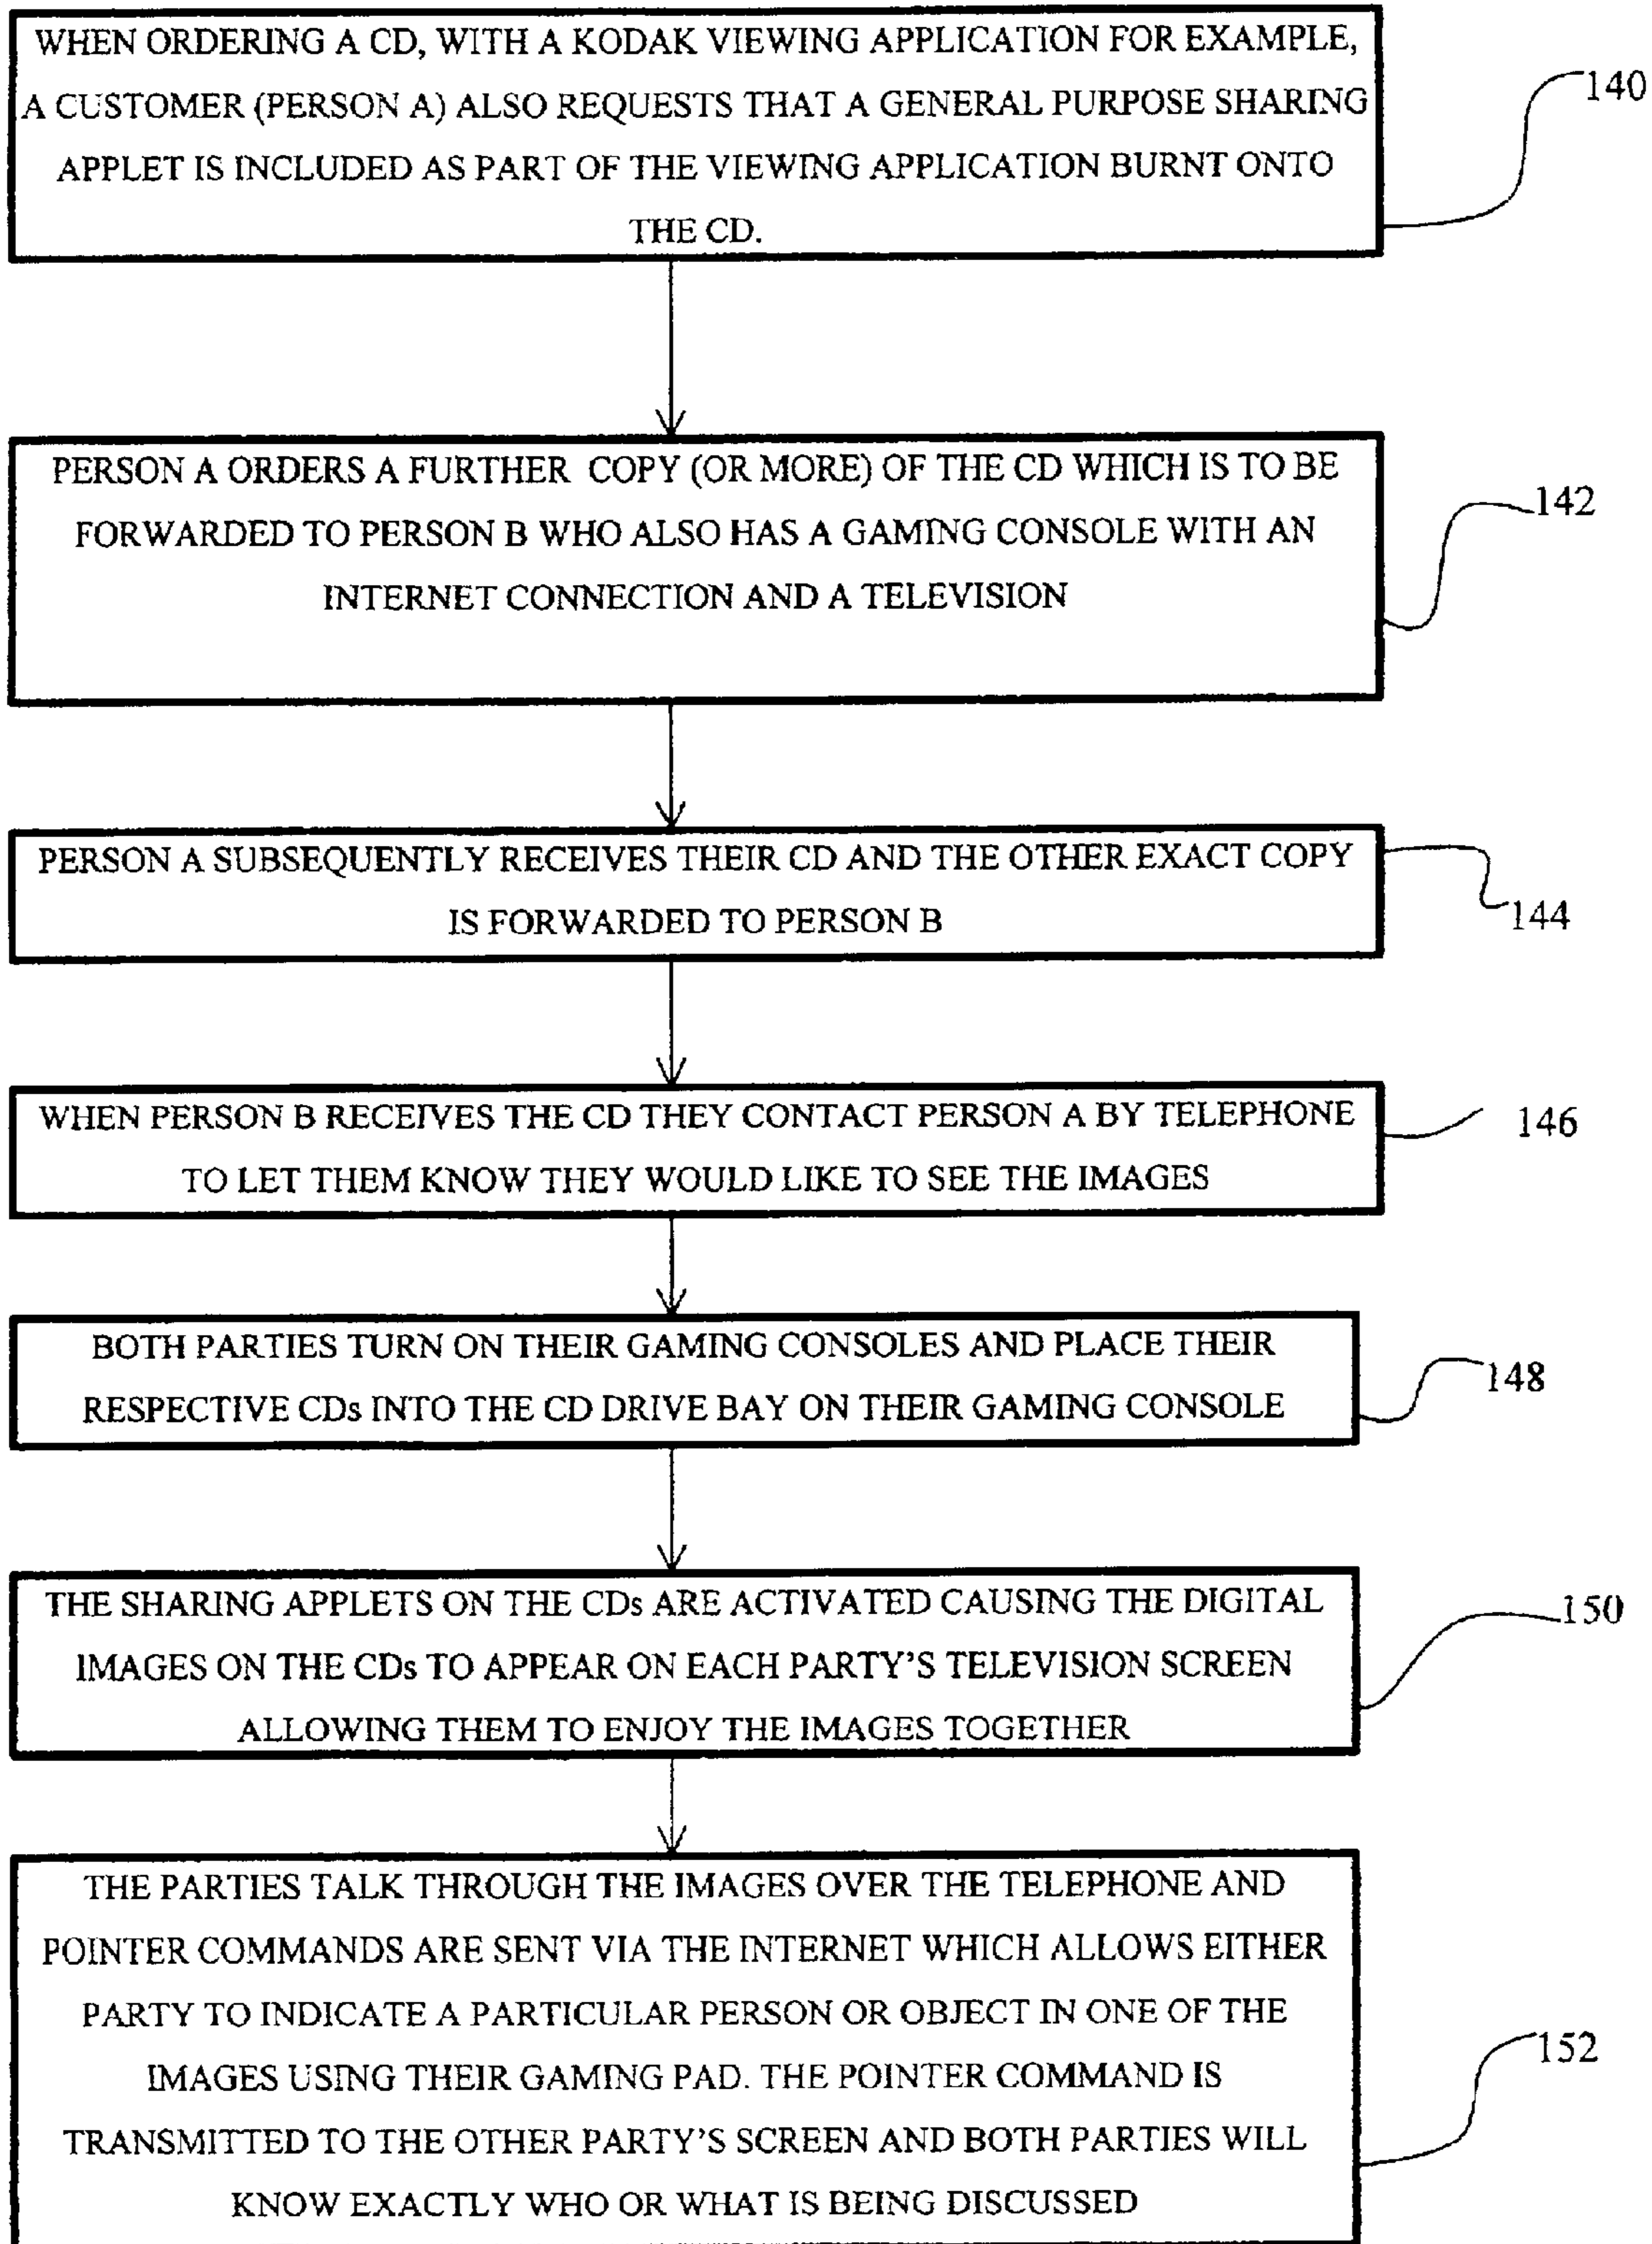 WHEN ORDERING A CD, WITH A KODAK VIEWING APPLICATION FOR EXAMPLE,
A CUSTOMER (PERSON A) ALSO REQUESTS THAT A GENERAL PURPOSE SHARING
APPLET IS INCLUDED AS PART OF THE VIEWING APPLICATION BURNT ONTO
THE CD.
140
PERSON A ORDERS A FURTHER COPY (OR MORE) OF THE CD WHICH IS TO BE
FORWARDED TO PERSON B WHO ALSO HAS A GAMING CONSOLE WITH AN
INTERNET CONNECTION AND A TELEVISION
142
PERSON A SUBSEQUENTLY RECEIVES THEIR CD AND THE OTHER EXACT COPY
IS FORWARDED TO PERSON B
144
WHEN PERSON B RECEIVES THE CD THEY CONTACT PERSON A BY TELEPHONE
TO LET THEM KNOW THEY WOULD LIKE TO SEE THE IMAGES
146
BOTH PARTIES TURN ON THEIR GAMING CONSOLES AND PLACE THEIR
RESPECTIVE CDs INTO THE CD DRIVE BAY ON THEIR GAMING CONSOLE
148
THE SHARING APPLETS ON THE CDs ARE ACTIVATED CAUSING THE DIGITAL
IMAGES ON THE CDs TO APPEAR ON EACH PARTY'S TELEVISION SCREEN
ALLOWING THEM TO ENJOY THE IMAGES TOGETHER
150
THE PARTIES TALK THROUGH THE IMAGES OVER THE TELEPHONE AND
POINTER COMMANDS ARE SENT VIA THE INTERNET WHICH ALLOWS EITHER
PARTY TO INDICATE A PARTICULAR PERSON OR OBJECT IN ONE OF THE
IMAGES USING THEIR GAMING PAD. THE POINTER COMMAND IS
TRANSMITTED TO THE OTHER PARTY'S SCREEN AND BOTH PARTIES WILL
KNOW EXACTLY WHO OR WHAT IS BEING DISCUSSED
152